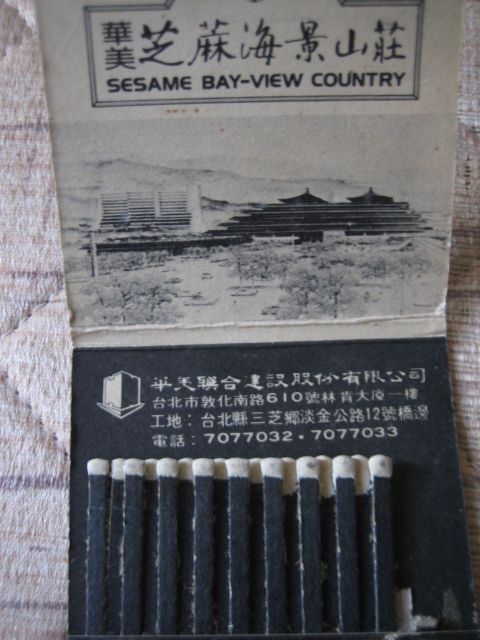 華美 芝蔴海景山莊
SESAME BAY-VIEW COUNTRY
華美聯合建設股份有限公司
台北市敦化南路610號林肯大廈一樓
工地：台北縣三芝鄉淡金公路12號橋邊
電話：7077032・7077033